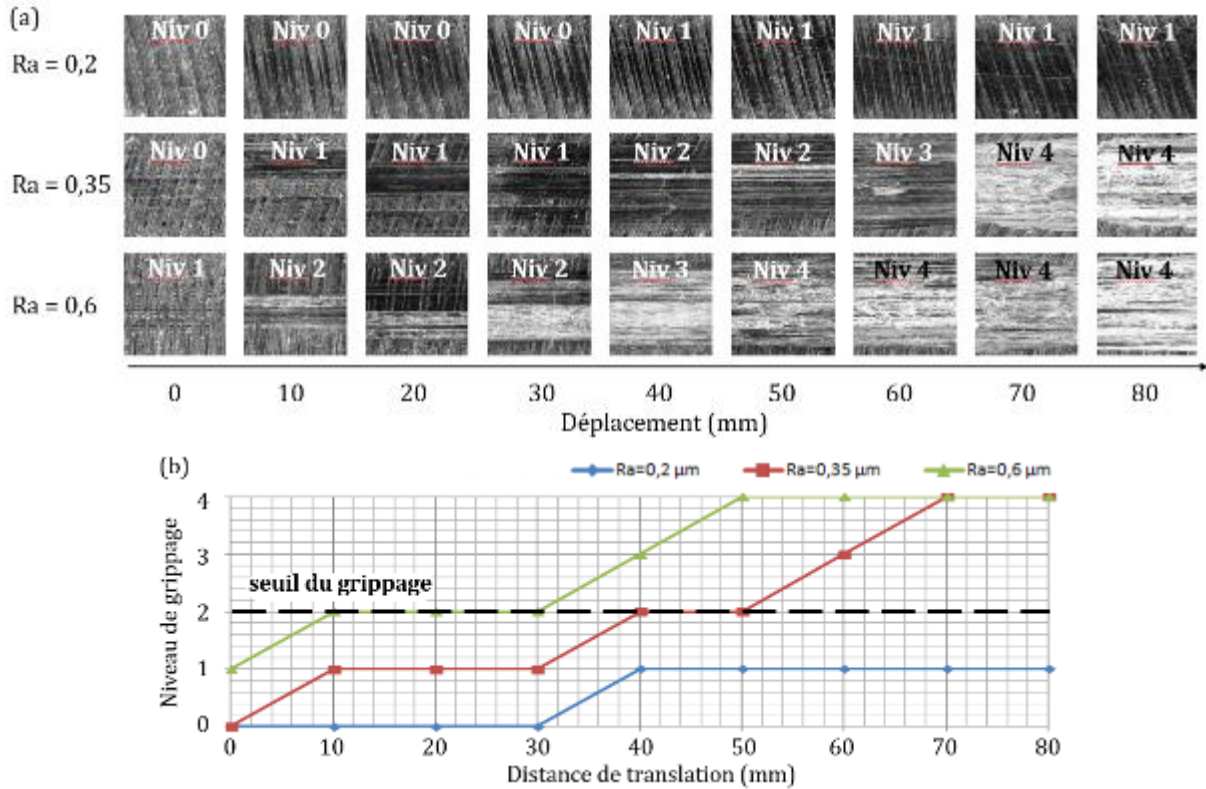 (a)
Niv 0 Niv 0 Niv 0 Niv 0 Niv 1 Niv 1 Niv 1 Niv 1 Niv 1
Ra = 0,2
Niv 0 Niv 1 Niv 1 Niv 1 Niv 2 Niv 2 Niv 3 Niv 4 Niv 4
Ra = 0,35
Niv 1 Niv 2 Niv 2 Niv 2 Niv 3 Niv 4 Niv 4 Niv 4 Niv 4
Ra = 0,6
0 10 20 30 40 50 60 70 80
Déplacement (mm)
(b)
Ra=0,2 µm Ra=0,35 µm Ra=0,6 µm
4
3
seuil du grippage
2
1
0
Niveau de grippage
0 10 20 30 40 50 60 70 80
Distance de translation (mm)